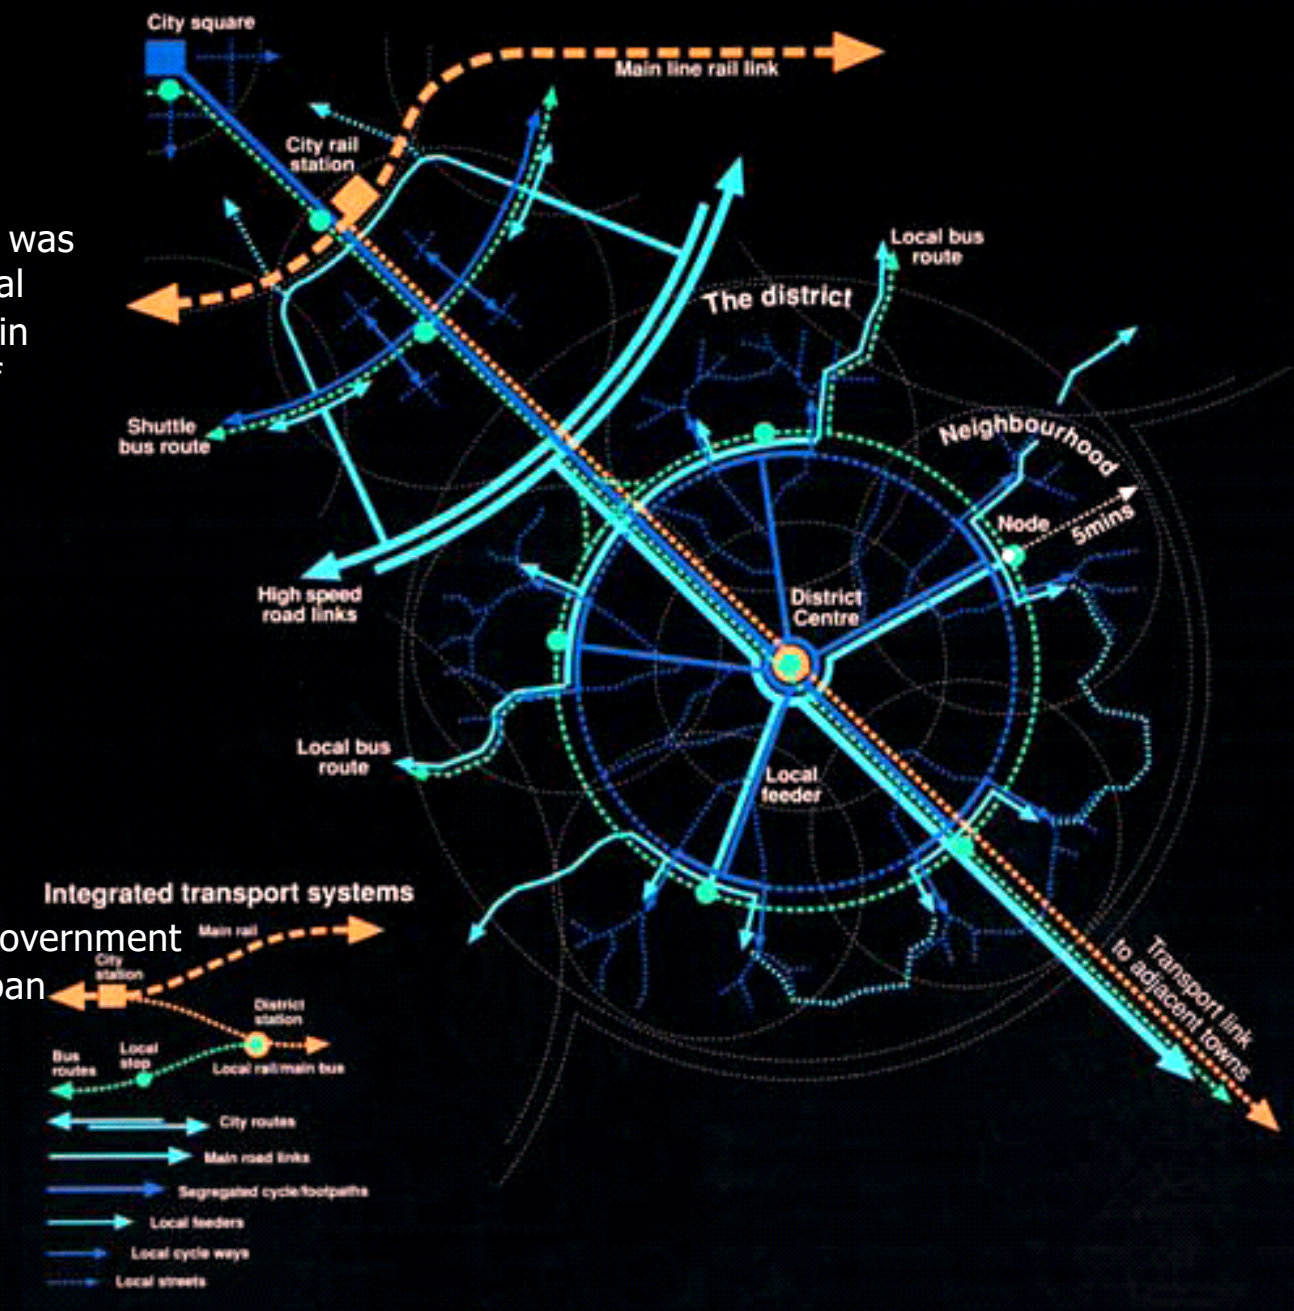 City square
Main line rail link
City rail
station
was
al
in
Local bus
route
The district
Shuttle
bus route
Neighbourhood
Node
5mins
High speed
road links
District
Centre
Local bus
route
Local
feeder
Integrated transport systems
overnment
Main rail
City
station
pan
District
station
Bus
routes
Local
stop
Local rail/main bus
City routes
Main road links
Segregated cycle/footpaths
Local feeders
Local cycle ways
Local streets
Transport link
to adjacent towns